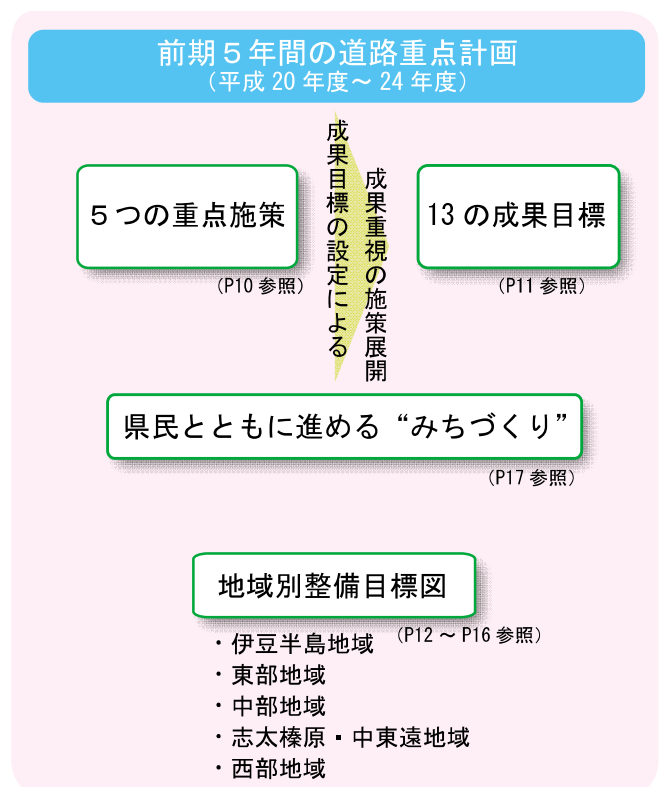 前期５年間の道路重点計画
（平成 20 年度～ 24 年度）
５つの重点施策
（P10 参照）
成果目標の設定による
成果重視の施策展開
13 の成果目標
（P11 参照）
県民とともに進める“みちづくり”
（P17 参照）
地域別整備目標図
（P12 ～ P16 参照）
・伊豆半島地域
・東部地域
・中部地域
・志太榛原・中東遠地域
・西部地域